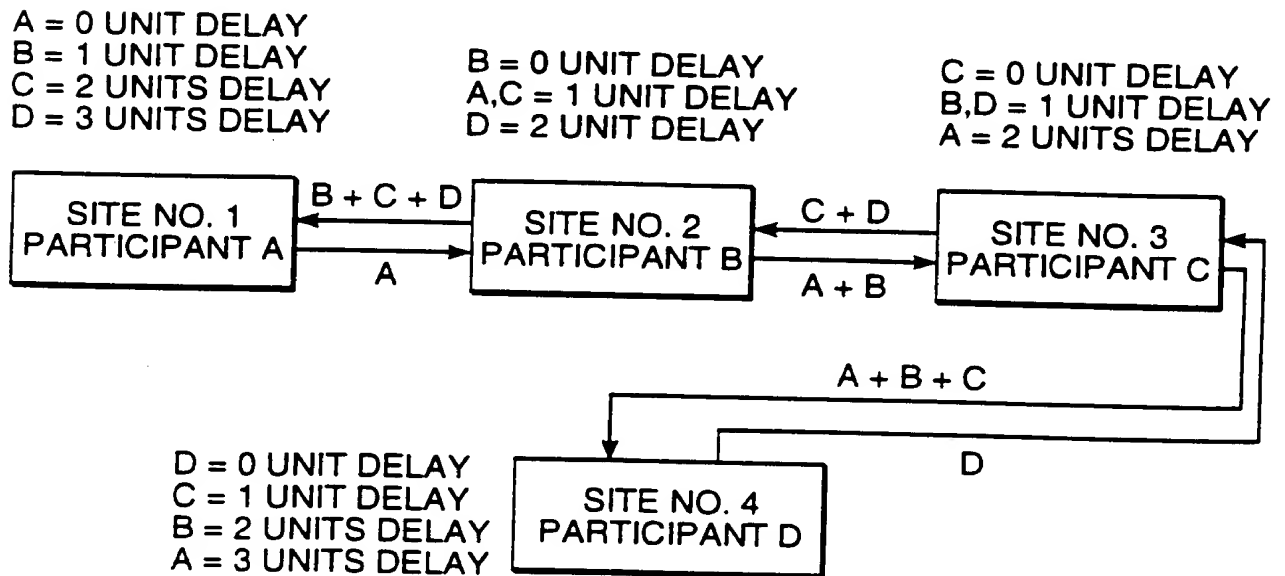 A = 0 UNIT DELAY
B = 1 UNIT DELAY
C = 2 UNITS DELAY
D = 3 UNITS DELAY
B = 0 UNIT DELAY
A,C = 1 UNIT DELAY
D = 2 UNIT DELAY
C = 0 UNIT DELAY
B,D = 1 UNIT DELAY
A = 2 UNITS DELAY
SITE NO. 1
PARTICIPANT A
B + C + D
A
SITE NO. 2
PARTICIPANT B
C + D
A + B
SITE NO. 3
PARTICIPANT C
A + B + C
D
D = 0 UNIT DELAY
C = 1 UNIT DELAY
B = 2 UNITS DELAY
A = 3 UNITS DELAY
SITE NO. 4
PARTICIPANT D